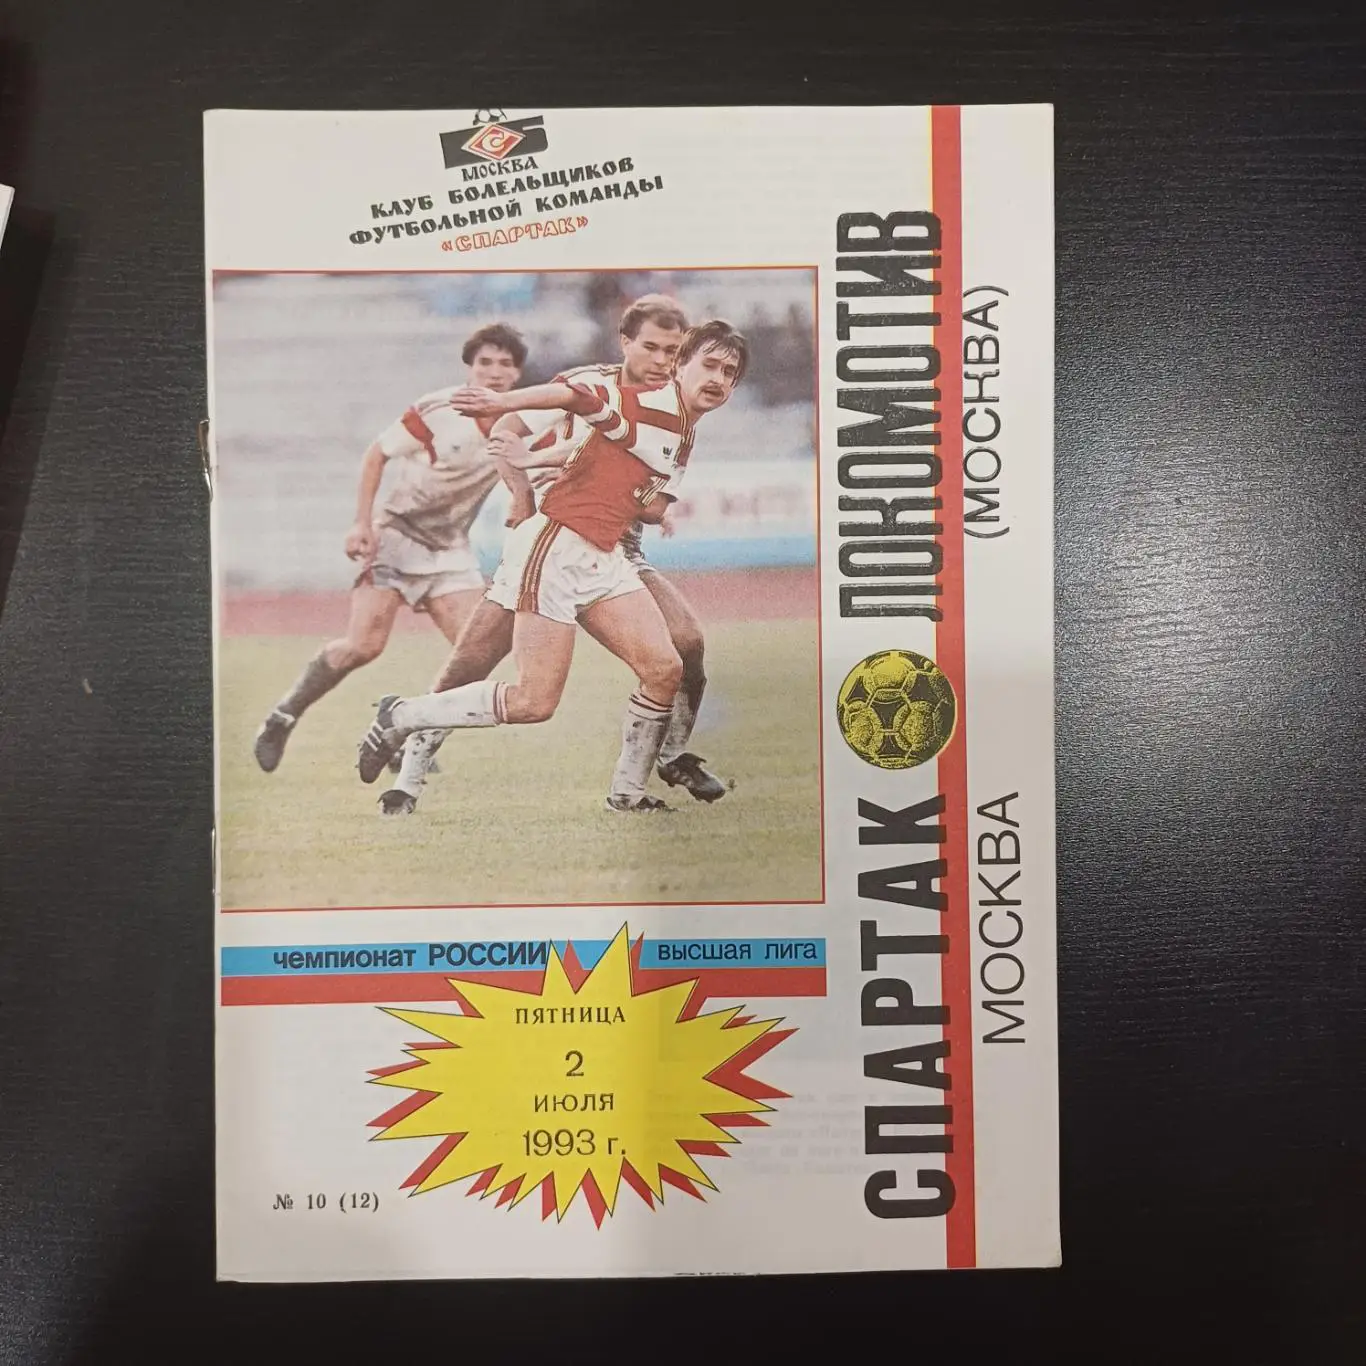 МОСКВА
КЛУБ БОЛЕЛЬЩИКОВ
ФУТБОЛЬНОЙ КОМАНДЫ
«СПАРТАК»
СПАРТАК ЛОКОМОТИВ
МОСКВА (МОСКВА)
чемпионат РОССИИ высшая лига
ПЯТНИЦА
2
ИЮЛЯ
1993 г.
№ 10 (12)